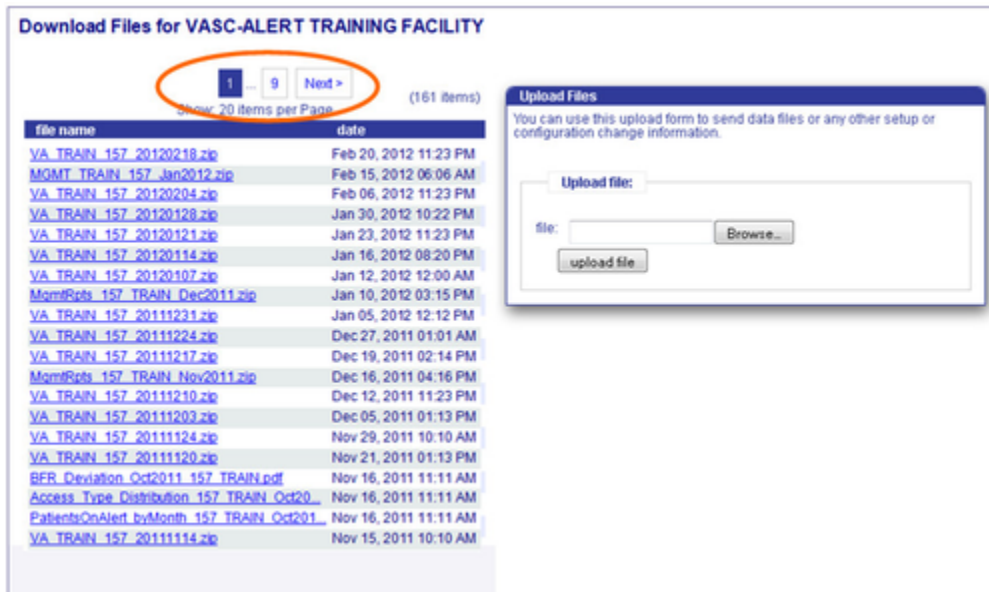 Download Files for VASC-ALERT TRAINING FACILITY
1 ... 9 Next >
Show: 20 items per Page
(161 items)
file name date
VA_TRAIN_157_20120218.zip Feb 20, 2012 11:23 PM
MGMT_TRAIN_157_Jan2012.zip Feb 15, 2012 06:06 AM
VA_TRAIN_157_20120204.zip Feb 06, 2012 11:23 PM
VA_TRAIN_157_20120128.zip Jan 30, 2012 10:22 PM
VA_TRAIN_157_20120121.zip Jan 23, 2012 11:23 PM
VA_TRAIN_157_20120114.zip Jan 16, 2012 08:20 PM
VA_TRAIN_157_20120107.zip Jan 12, 2012 12:00 AM
MgmtRpts_157_TRAIN_Dec2011.zip Jan 10, 2012 03:15 PM
VA_TRAIN_157_20111231.zip Jan 05, 2012 12:12 PM
VA_TRAIN_157_20111224.zip Dec 27, 2011 01:01 AM
VA_TRAIN_157_20111217.zip Dec 19, 2011 02:14 PM
MgmtRpts_157_TRAIN_Nov2011.zip Dec 16, 2011 04:16 PM
VA_TRAIN_157_20111210.zip Dec 12, 2011 11:23 PM
VA_TRAIN_157_20111203.zip Dec 05, 2011 01:13 PM
VA_TRAIN_157_20111124.zip Nov 29, 2011 10:10 AM
VA_TRAIN_157_20111120.zip Nov 21, 2011 01:13 PM
BFR_Deviation_Oct2011_157_TRAIN.pdf Nov 16, 2011 11:11 AM
Access_Type_Distribution_157_TRAIN_Oct20... Nov 16, 2011 11:11 AM
PatientsOnAlert_byMonth_157_TRAIN_Oct201... Nov 16, 2011 11:11 AM
VA_TRAIN_157_20111114.zip Nov 15, 2011 10:10 AM
Upload Files
You can use this upload form to send data files or any other setup or
configuration change information.
Upload file:
file: Browse...
upload file